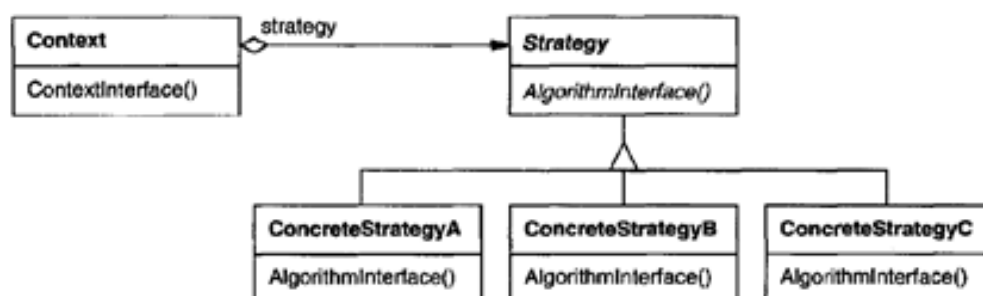 strategy
Context
Strategy
ContextInterface()
AlgorithmInterface()
ConcreteStrategyA
ConcreteStrategyB
ConcreteStrategyC
AlgorithmInterface()
AlgorithmInterface()
AlgorithmInterface()